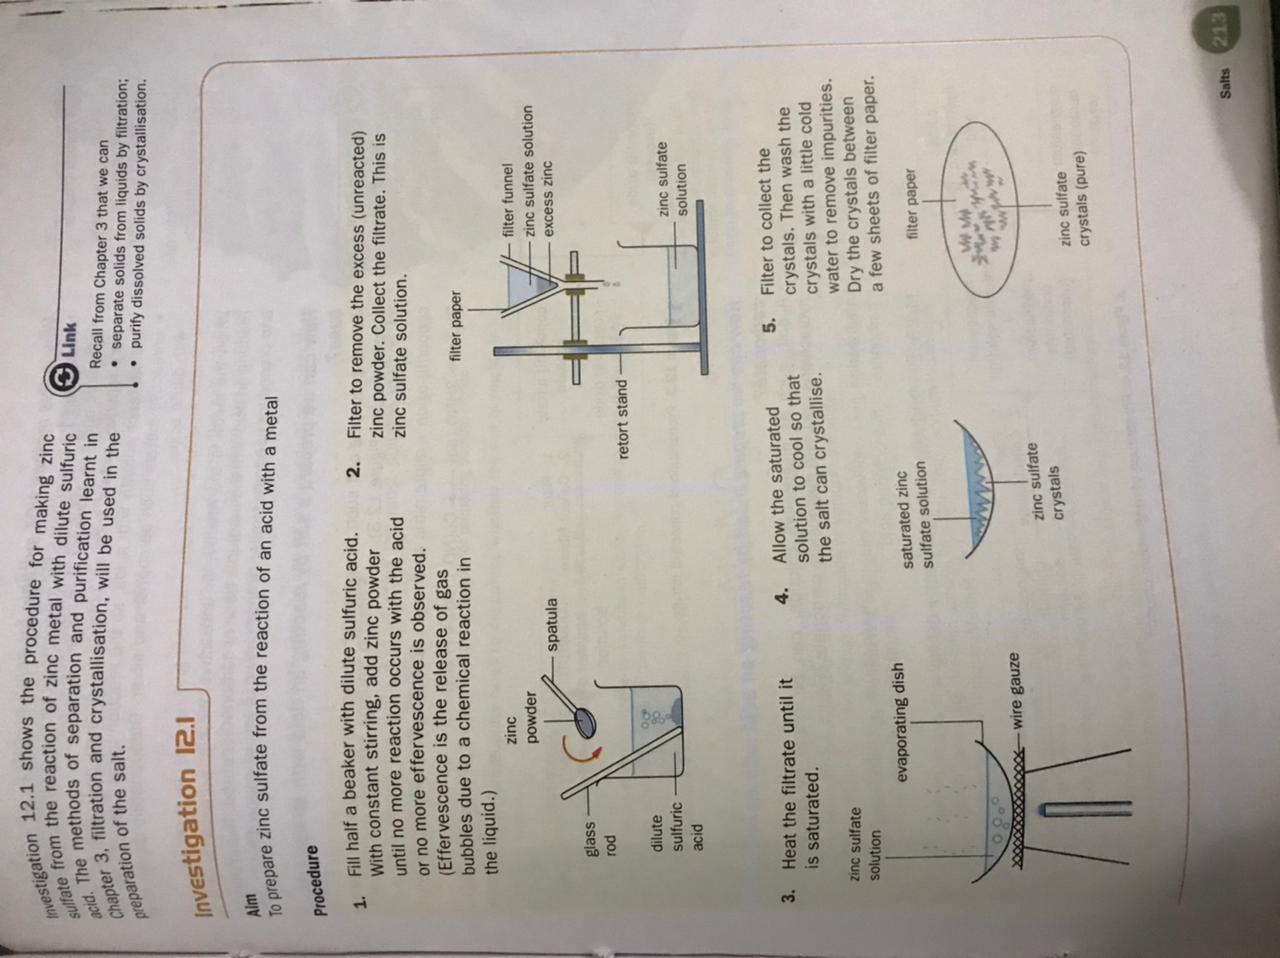 Investigation 12.1 shows the procedure for making zinc
sulfate from the reaction of zinc metal with dilute sulfuric
acid. The methods of separation and purification learnt in
Chapter 3, filtration and crystallisation, will be used in the
preparation of the salt.
Link
Recall from Chapter 3 that we can
• separate solids from liquids by filtration;
• purify dissolved solids by crystallisation.
Investigation 12.1
Aim
To prepare zinc sulfate from the reaction of an acid with a metal
Procedure
1. Fill half a beaker with dilute sulfuric acid.
With constant stirring, add zinc powder
until no more reaction occurs with the acid
or no more effervescence is observed.
(Effervescence is the release of gas
bubbles due to a chemical reaction in
the liquid.)
zinc
powder
spatula
glass
rod
dilute
sulfuric
acid
2. Filter to remove the excess (unreacted)
zinc powder. Collect the filtrate. This is
zinc sulfate solution.
filter paper
filter funnel
zinc sulfate solution
excess zinc
retort stand
zinc sulfate
solution
3. Heat the filtrate until it
is saturated.
zinc sulfate
solution
evaporating dish
wire gauze
4. Allow the saturated
solution to cool so that
the salt can crystallise.
saturated zinc
sulfate solution
zinc sulfate
crystals
5. Filter to collect the
crystals. Then wash the
crystals with a little cold
water to remove impurities.
Dry the crystals between
a few sheets of filter paper.
filter paper
zinc sulfate
crystals (pure)
Salts 213